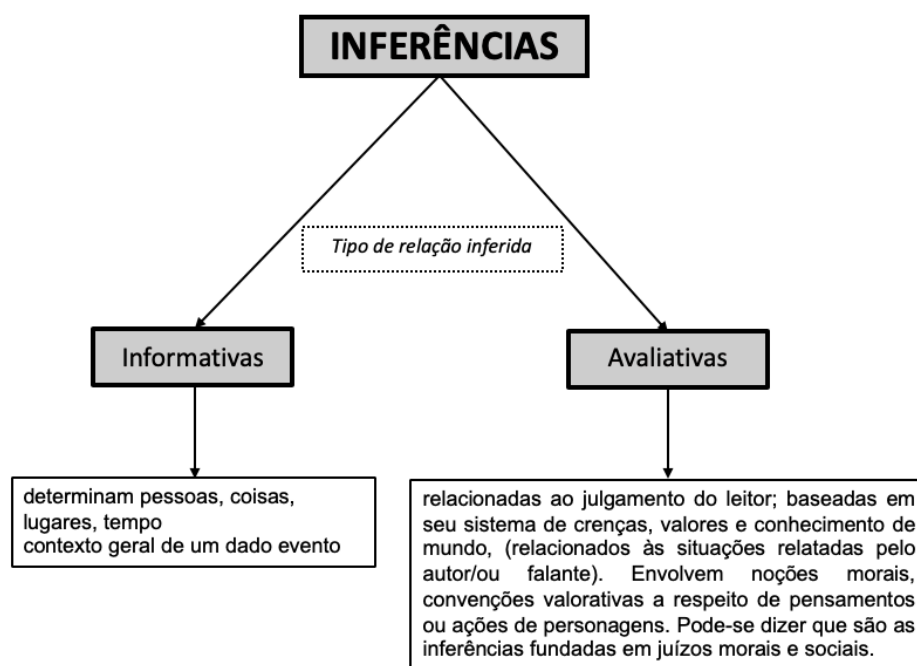 INFERÊNCIAS
Tipo de relação inferida
Informativas
Avaliativas
determinam pessoas, coisas,
lugares, tempo
contexto geral de um dado evento
relacionadas ao julgamento do leitor; baseadas em
seu sistema de crenças, valores e conhecimento de
mundo, (relacionados às situações relatadas pelo
autor/ou falante). Envolvem noções morais,
convenções valorativas a respeito de pensamentos
ou ações de personagens. Pode-se dizer que são as
inferências fundadas em juízos morais e sociais.